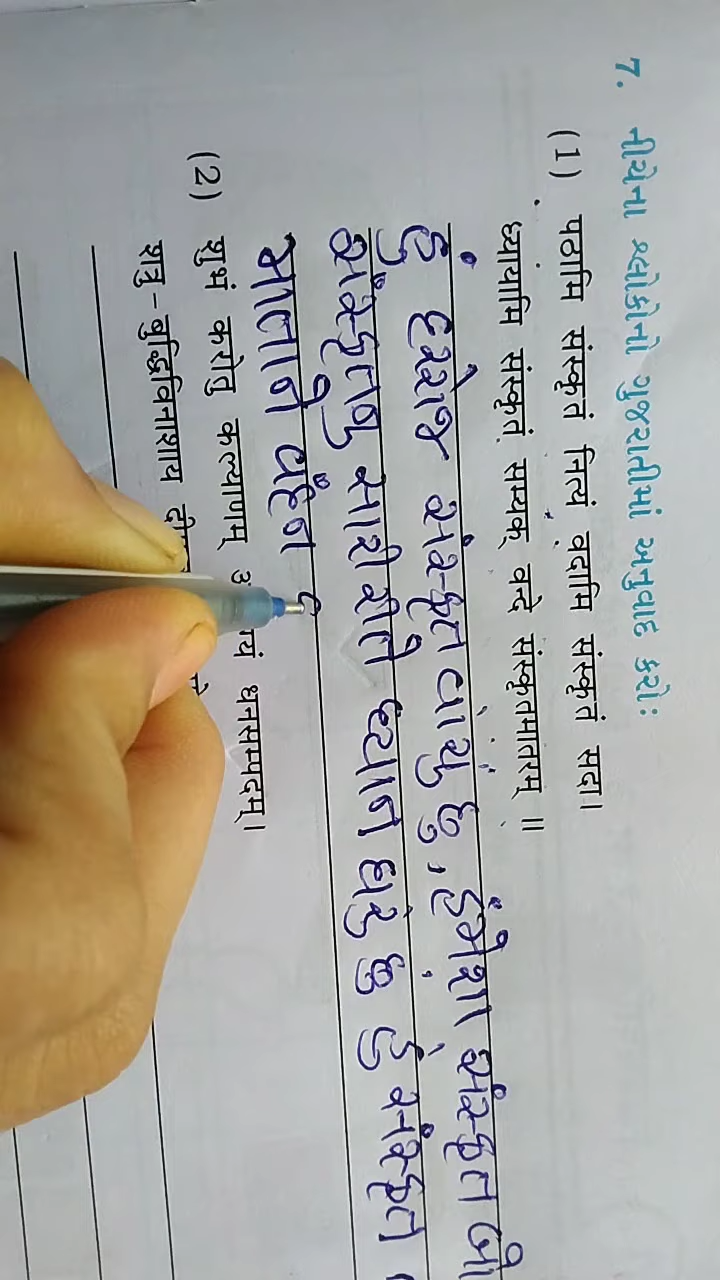 7. નીચેના શ્લોકોનો ગુજરાતીમાં અનુવાદ કરો:
(1) पठामि संस्कृतं नित्यं वदामि संस्कृतं सदा।
ध्यायामि संस्कृतं सम्यक् वन्दे संस्कृतमातरम् ॥
હું દરરોજ સંસ્કૃત વાંચુ છું, હંમેશા સંસ્કૃત બો
સંસ્કૃતનુ સારી રીતે ધ્યાન ધરું છું હું સંસ્કૃત
માતાને વંદન
(2) शुभं करोतु कल्याणम् धनसम्पदम्।
शत्रु-बुद्धिविनाशाय